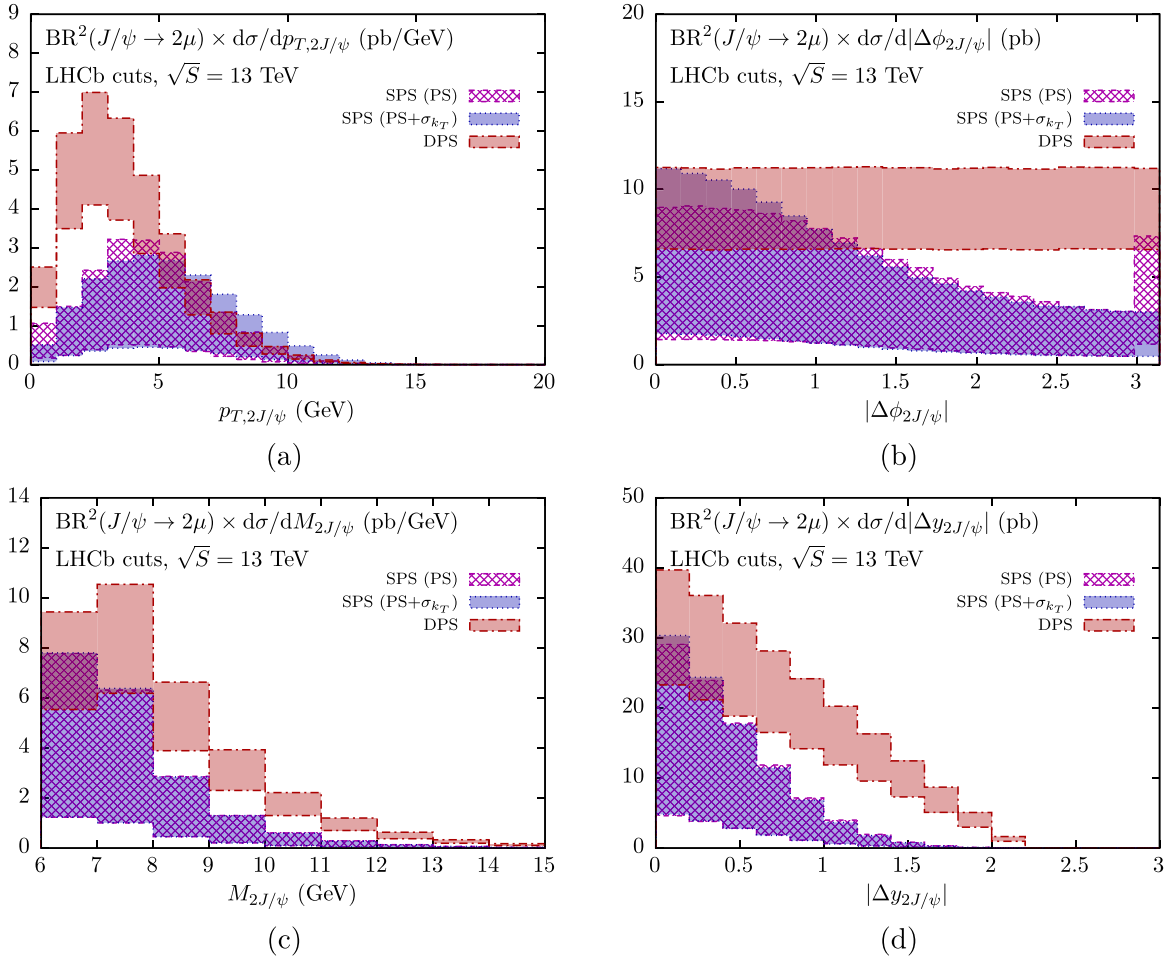 BR²(J/ψ → 2μ) × dσ/dp_{T,2J/ψ} (pb/GeV)
LHCb cuts, √S = 13 TeV
SPS (PS)
SPS (PS+σ_{k_T})
DPS
9
8
7
6
5
4
3
2
1
0
0 5 10 15 20
p_{T,2J/ψ} (GeV)
(a)
BR²(J/ψ → 2μ) × dσ/d|Δϕ_{2J/ψ}| (pb)
LHCb cuts, √S = 13 TeV
SPS (PS)
SPS (PS+σ_{k_T})
DPS
20
15
10
5
0
0 0.5 1 1.5 2 2.5 3
|Δϕ_{2J/ψ}|
(b)
BR²(J/ψ → 2μ) × dσ/dM_{2J/ψ} (pb/GeV)
LHCb cuts, √S = 13 TeV
SPS (PS)
SPS (PS+σ_{k_T})
DPS
14
12
10
8
6
4
2
0
6 7 8 9 10 11 12 13 14 15
M_{2J/ψ} (GeV)
(c)
BR²(J/ψ → 2μ) × dσ/d|Δy_{2J/ψ}| (pb)
LHCb cuts, √S = 13 TeV
SPS (PS)
SPS (PS+σ_{k_T})
DPS
50
40
30
20
10
0
0 0.5 1 1.5 2 2.5 3
|Δy_{2J/ψ}|
(d)